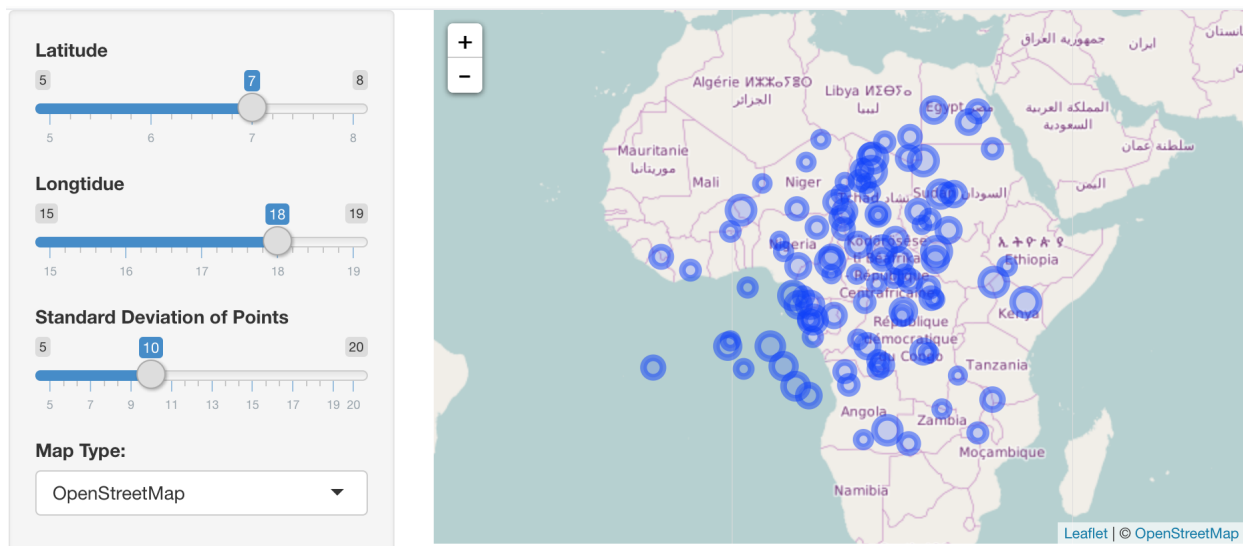 Latitude
5 7 8
5 6 7 8
Longtidue
15 18 19
15 16 17 18 19
Standard Deviation of Points
5 10 20
5 7 9 11 13 15 17 19 20
Map Type:
OpenStreetMap
+
−
جمهورية العراق
ایران
Algérie ⵍⵣⵣⴰⵢⴻⵔ
الجزائر
Libya ⵍⵉⴱⵢⴰ
ليبيا
Egypt مصر
المملكة العربية
السعودية
سلطنة عمان
Mauritanie
موريتانيا
Mali
Niger
Tchad تشاد
Sudan السودان
اليمن
Nigeria
Ködörösêse
tî Bêafrîka
République
Centrafricaine
ኢትዮጵያ
Ethiopia
Kenya
République
démocratique
du Congo
Tanzania
Angola
Zambia
Moçambique
Namibia
Leaflet | © OpenStreetMap